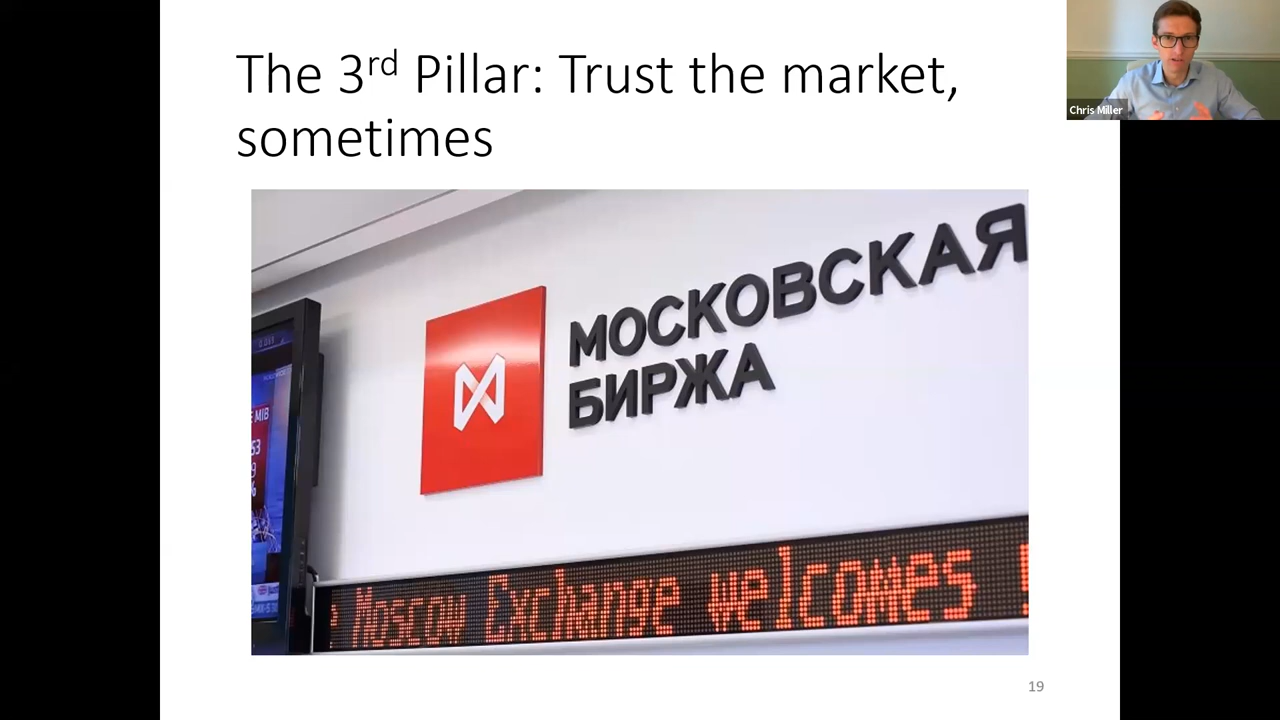 The 3rd Pillar: Trust the market,
sometimes
Chris Miller
МОСКОВСКАЯ
БИРЖА
Moscow Exchange welcomes
19